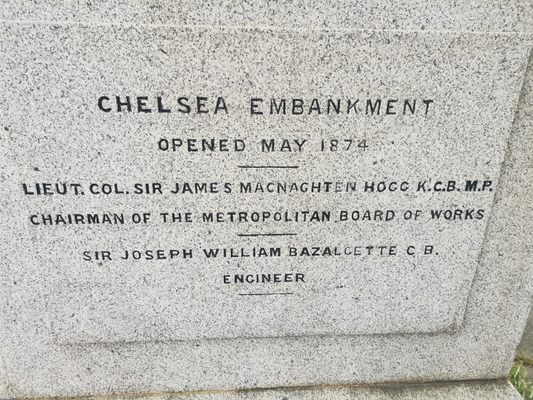 CHELSEA EMBANKMENT
OPENED MAY 1874
LIEUT. COL. SIR JAMES MACNAGHTEN HOGG K.C.B. M.P.
CHAIRMAN OF THE METROPOLITAN BOARD OF WORKS
SIR JOSEPH WILLIAM BAZALGETTE C.B.
ENGINEER